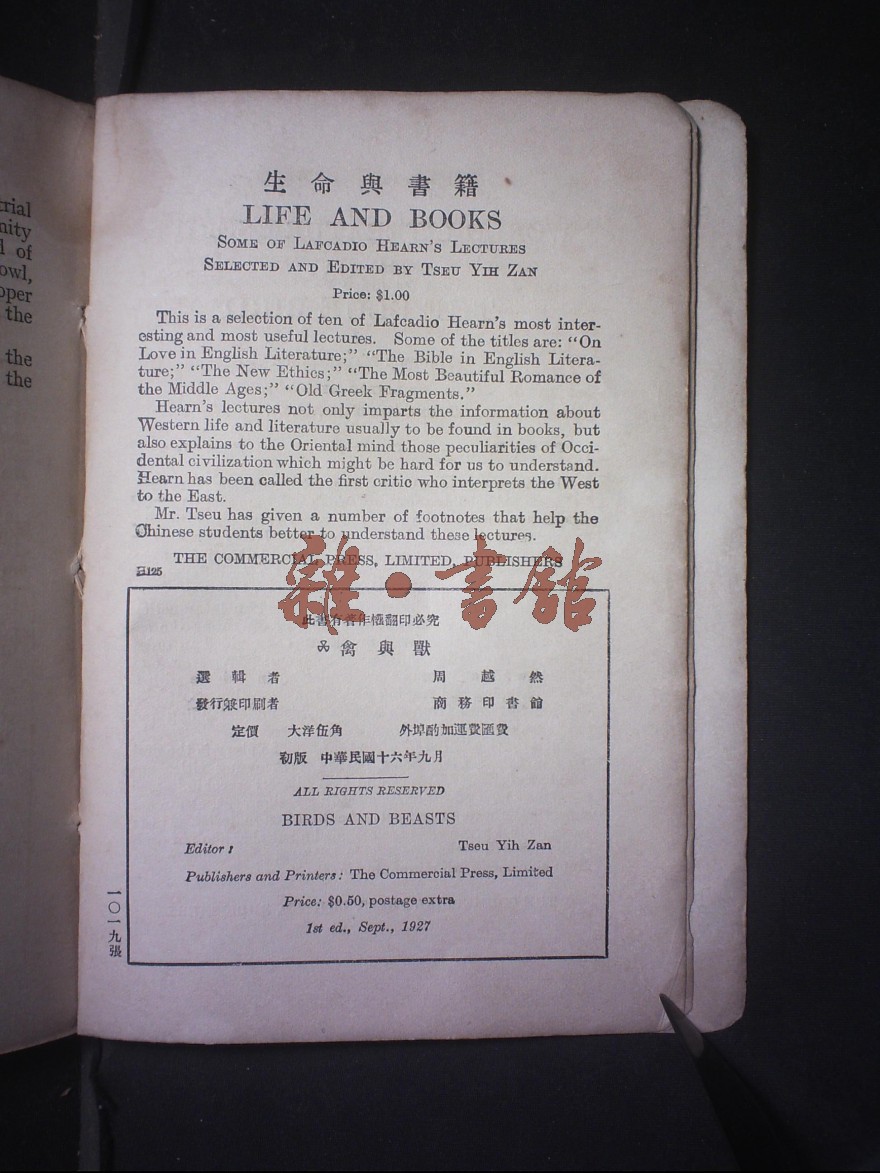 trial
nity
l of
owl,
pper
the
the
the
生命與書籍
LIFE AND BOOKS
SOME OF LAFCADIO HEARN'S LECTURES
SELECTED AND EDITED BY TSEU YIH ZAN
Price: $1.00
This is a selection of ten of Lafcadio Hearn's most inter-
esting and most useful lectures. Some of the titles are: "On
Love in English Literature;" "The Bible in English Litera-
ture;" "The New Ethics;" "The Most Beautiful Romance of
the Middle Ages;" "Old Greek Fragments."
Hearn's lectures not only imparts the information about
Western life and literature usually to be found in books, but
also explains to the Oriental mind those peculiarities of Occi-
dental civilization which might be hard for us to understand.
Hearn has been called the first critic who interprets the West
to the East.
Mr. Tseu has given a number of footnotes that help the
Chinese students better to understand these lectures.
THE COMMERCIAL PRESS, LIMITED, PUBLISHERS
H125
雜·書館
此書有著作權翻印必究
禽與獸
選輯者 周越然
發行兼印刷者 商務印書館
定價 大洋伍角 外埠酌加運費匯費
初版 中華民國十六年九月
ALL RIGHTS RESERVED
BIRDS AND BEASTS
Editor: Tseu Yih Zan
Publishers and Printers: The Commercial Press, Limited
Price: $0.50, postage extra
1st ed., Sept., 1927
一〇一九張